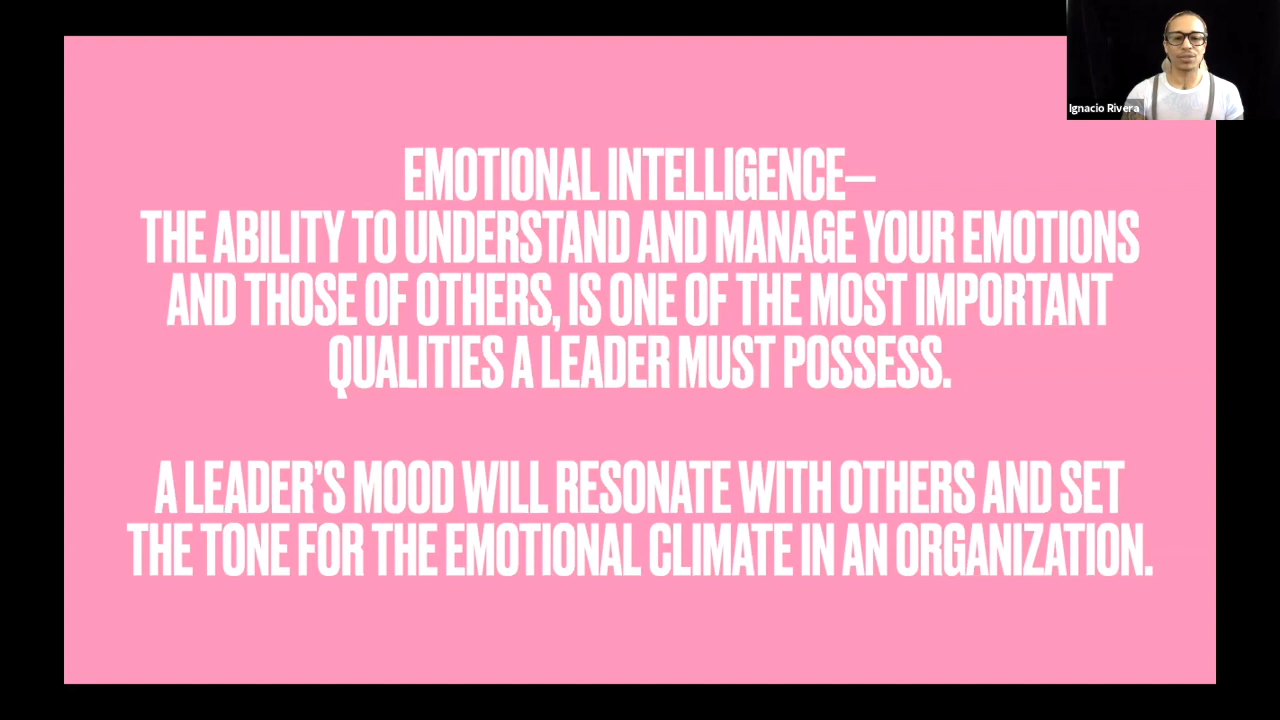 Ignacio Rivera
EMOTIONAL INTELLIGENCE—
THE ABILITY TO UNDERSTAND AND MANAGE YOUR EMOTIONS
AND THOSE OF OTHERS, IS ONE OF THE MOST IMPORTANT
QUALITIES A LEADER MUST POSSESS.
A LEADER’S MOOD WILL RESONATE WITH OTHERS AND SET
THE TONE FOR THE EMOTIONAL CLIMATE IN AN ORGANIZATION.